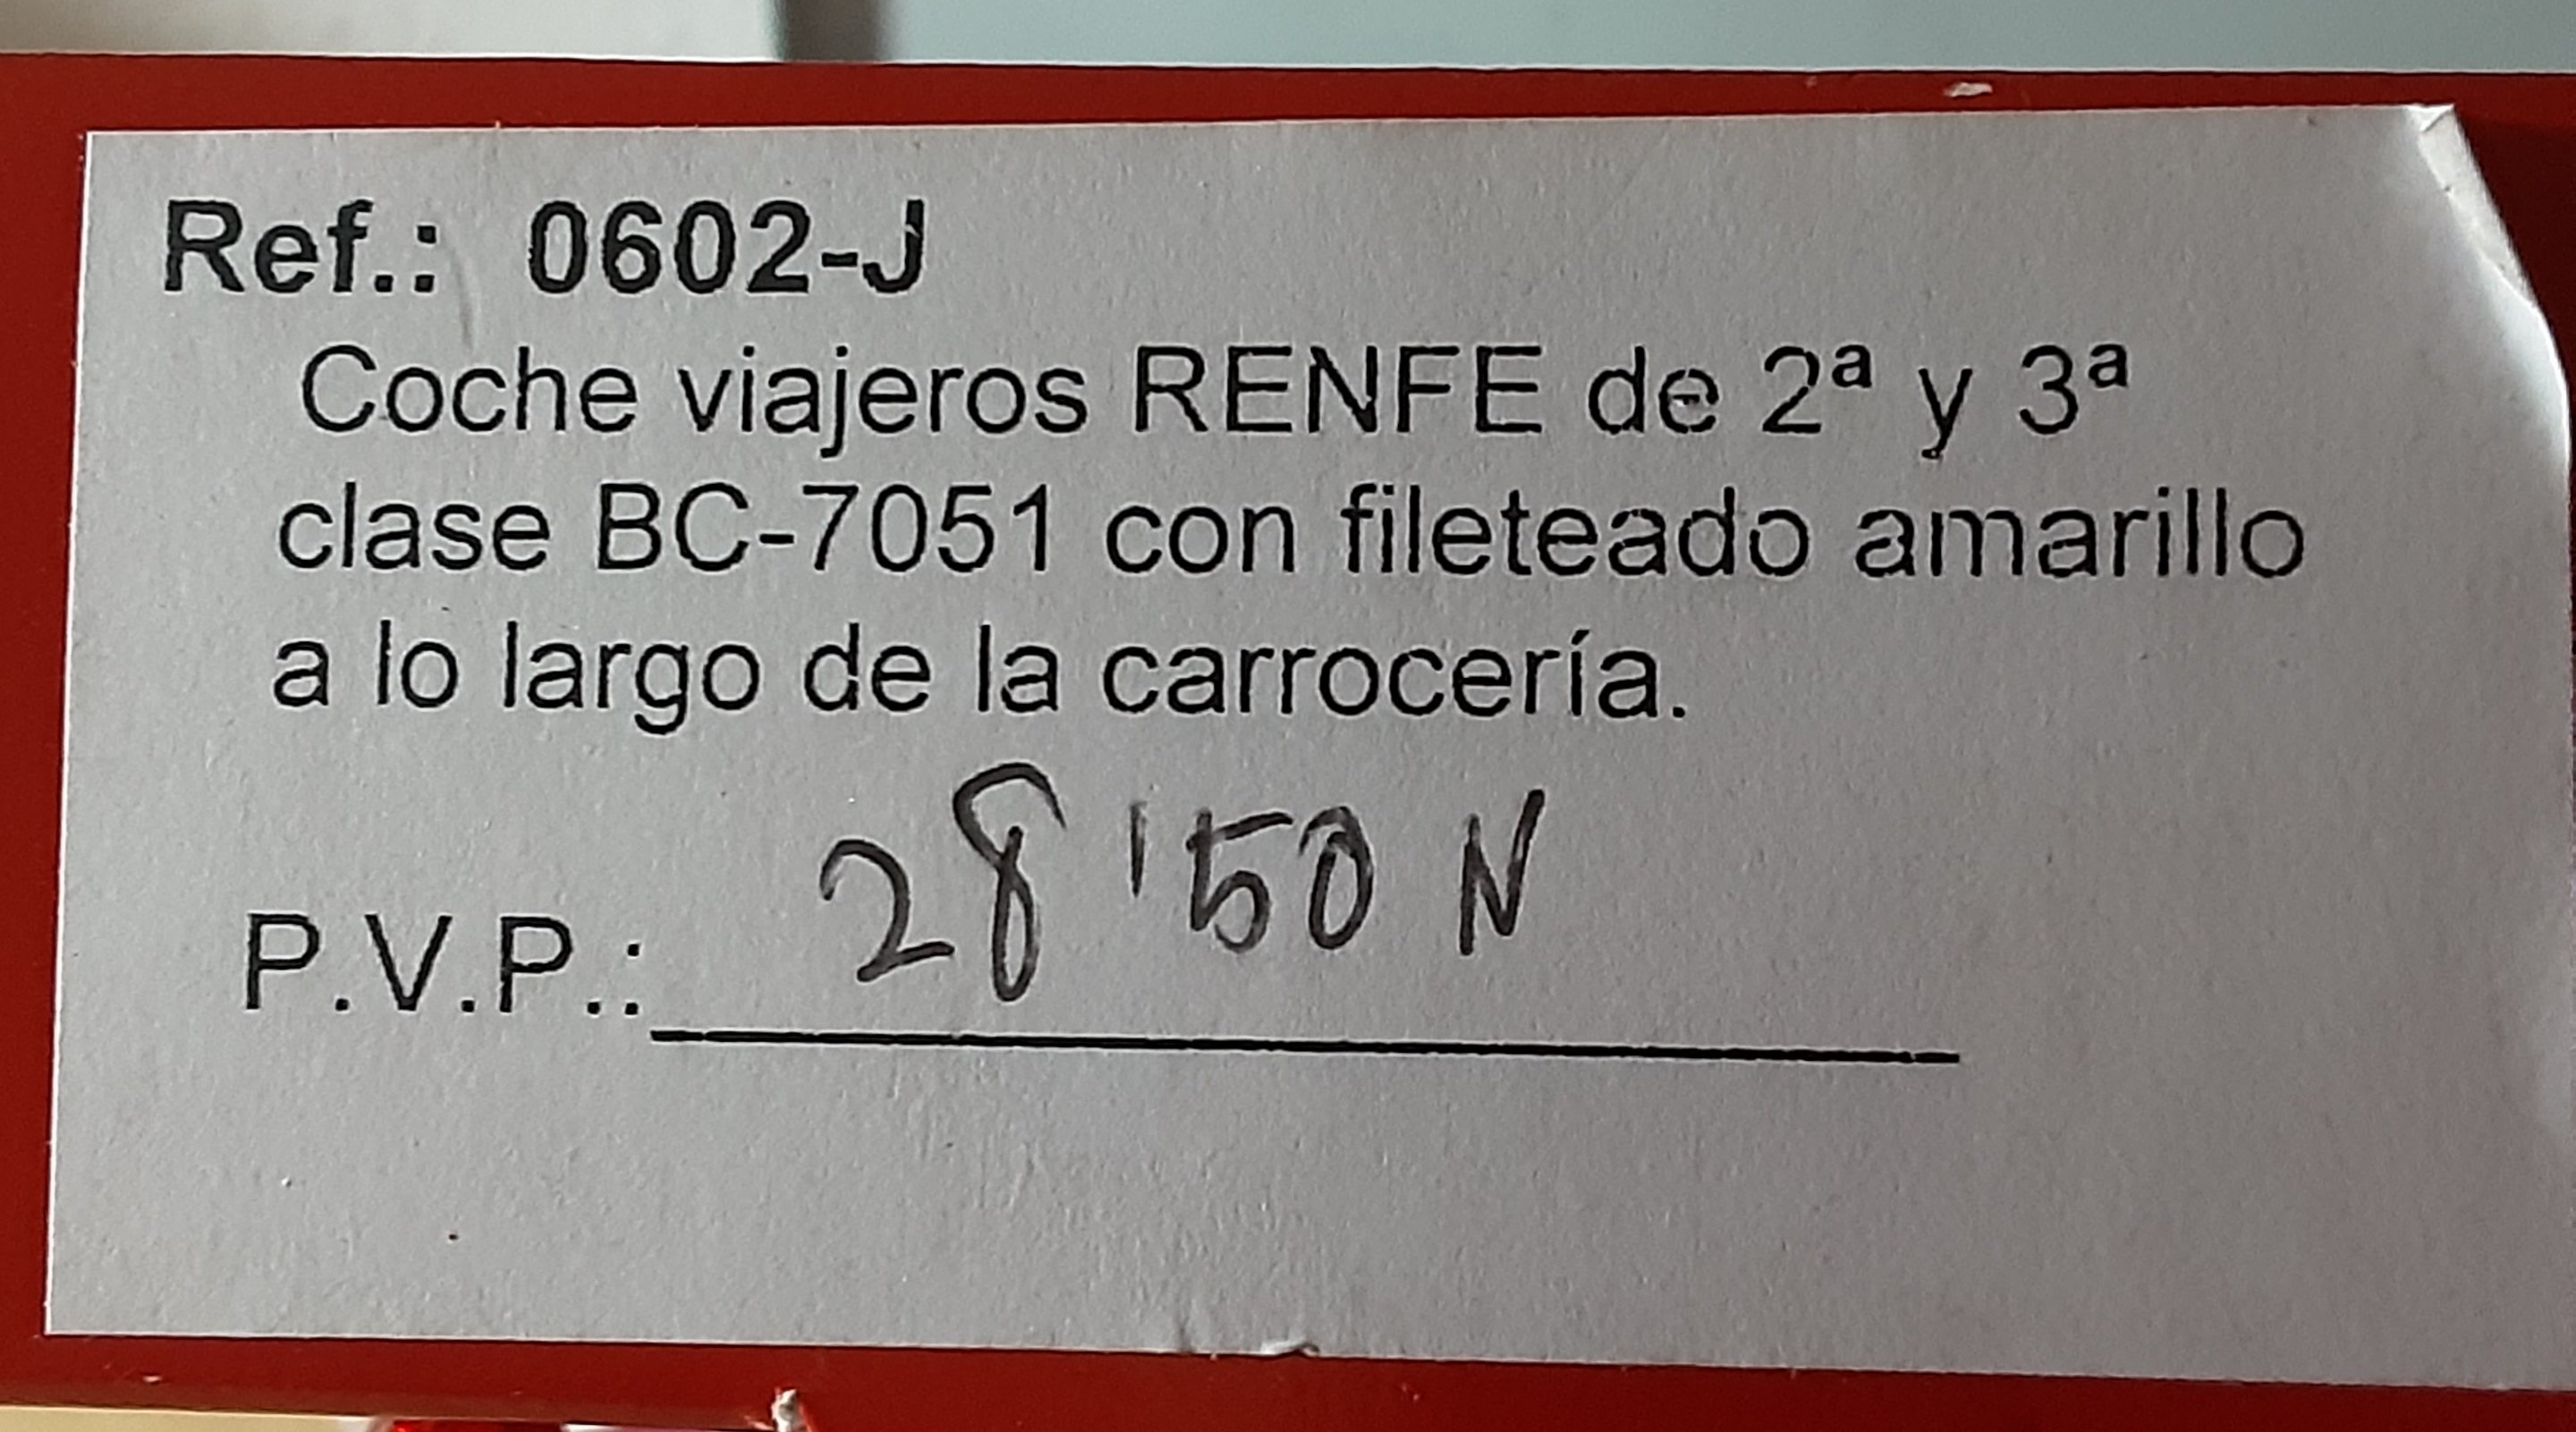 Ref.: 0602-J
Coche viajeros RENFE de 2ª y 3ª
clase BC-7051 con fileteado amarillo
a lo largo de la carrocería.
P.V.P.: 28'50 N